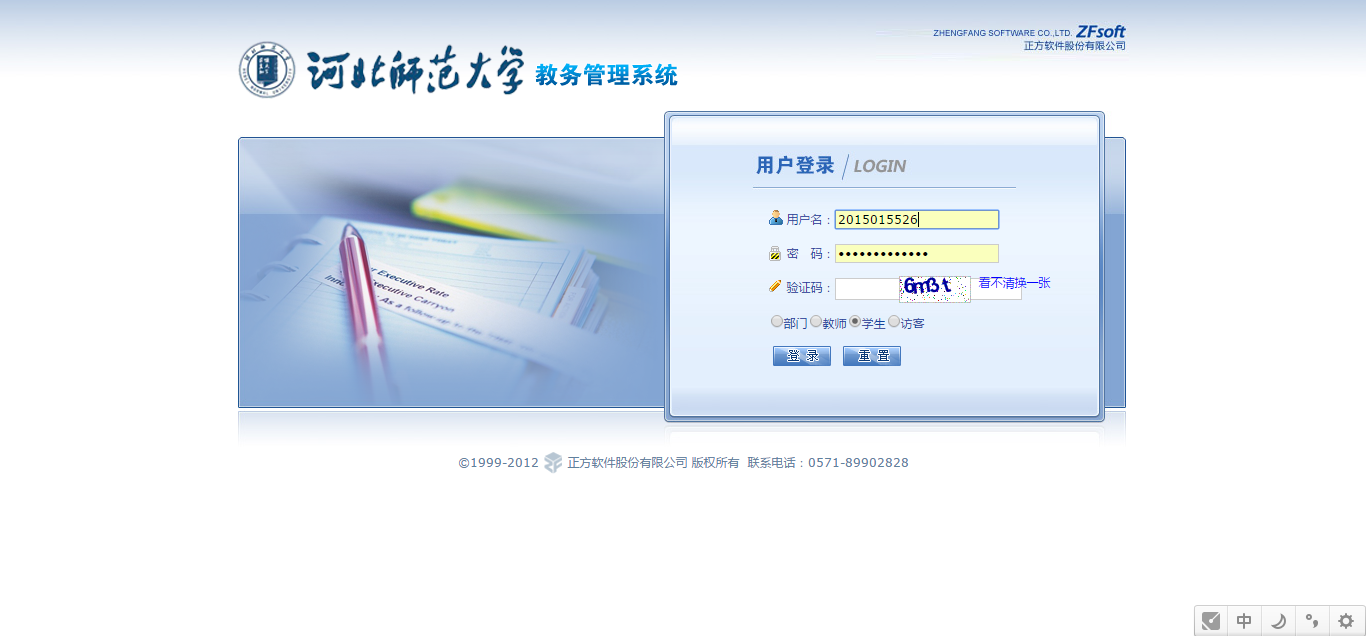 ZHENGFANG SOFTWARE CO.,LTD. ZFsoft
正方软件股份有限公司
河北师范大学 教务管理系统
用户登录 / LOGIN
用户名：2015015526
密 码：•••••••••••••
验证码： 6m3t 看不清换一张
部门 教师 学生 访客
登 录 重 置
Executive Rate
Executive Carryon
As a follow up to the
©1999-2012 正方软件股份有限公司 版权所有 联系电话：0571-89902828
中